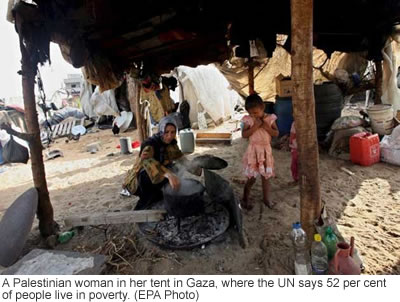 A Palestinian woman in her tent in Gaza, where the UN says 52 per cent
of people live in poverty. (EPA Photo)